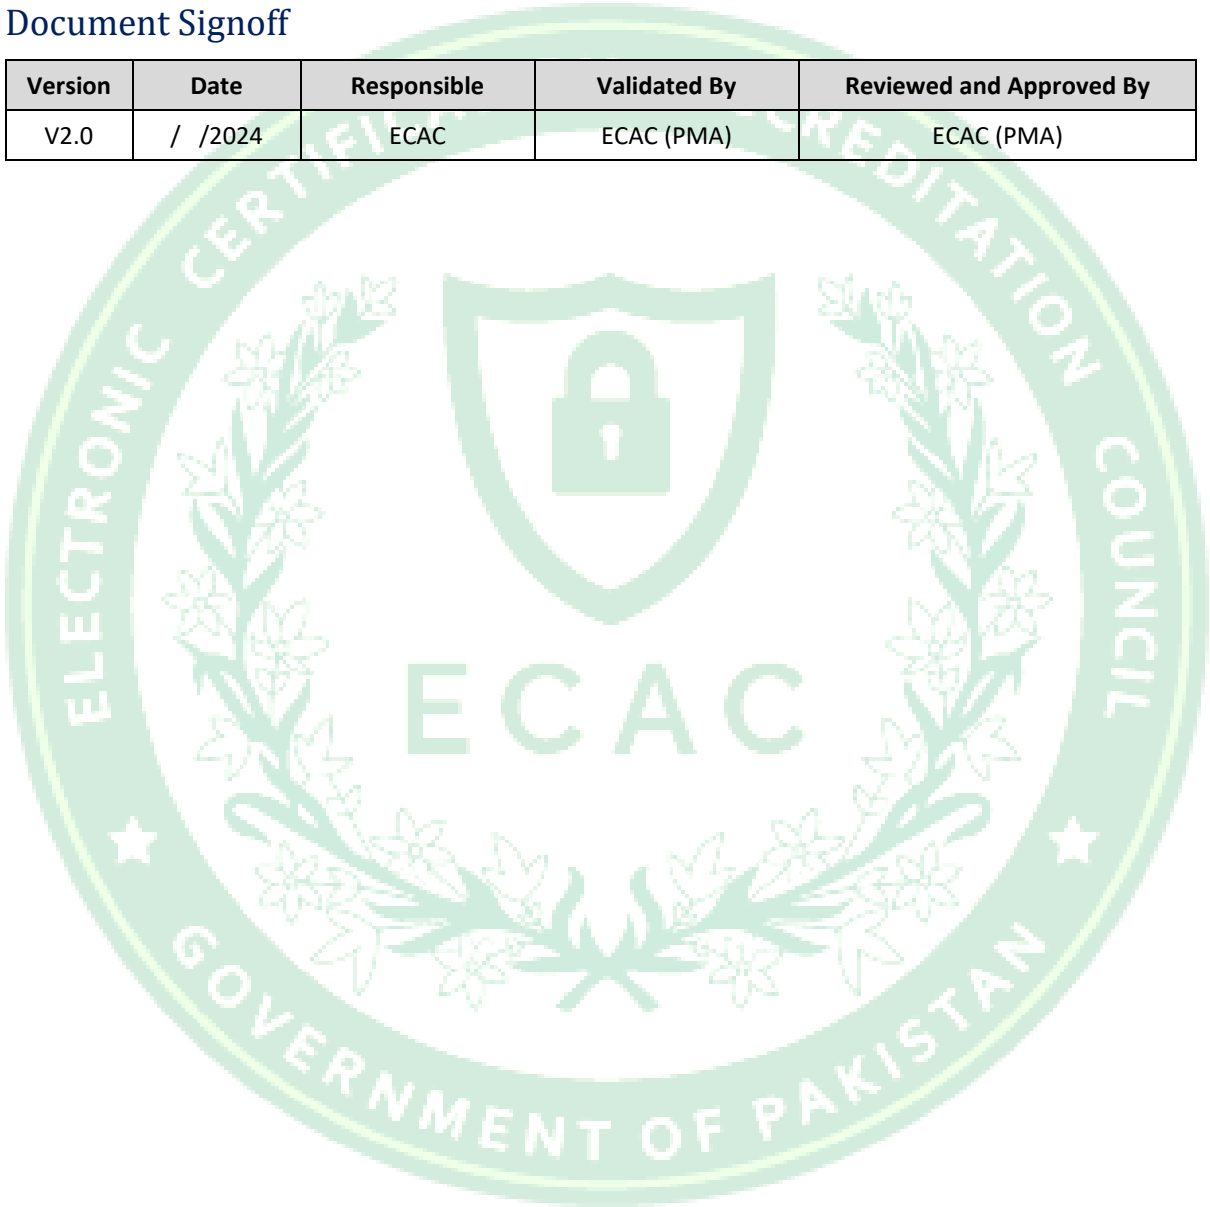 Document Signoff
Version Date Responsible Validated By Reviewed and Approved By
V2.0 / /2024 ECAC ECAC (PMA) ECAC (PMA)
ELECTRONIC CERTIFICATION ACCREDITATION COUNCIL
ECAC
GOVERNMENT OF PAKISTAN